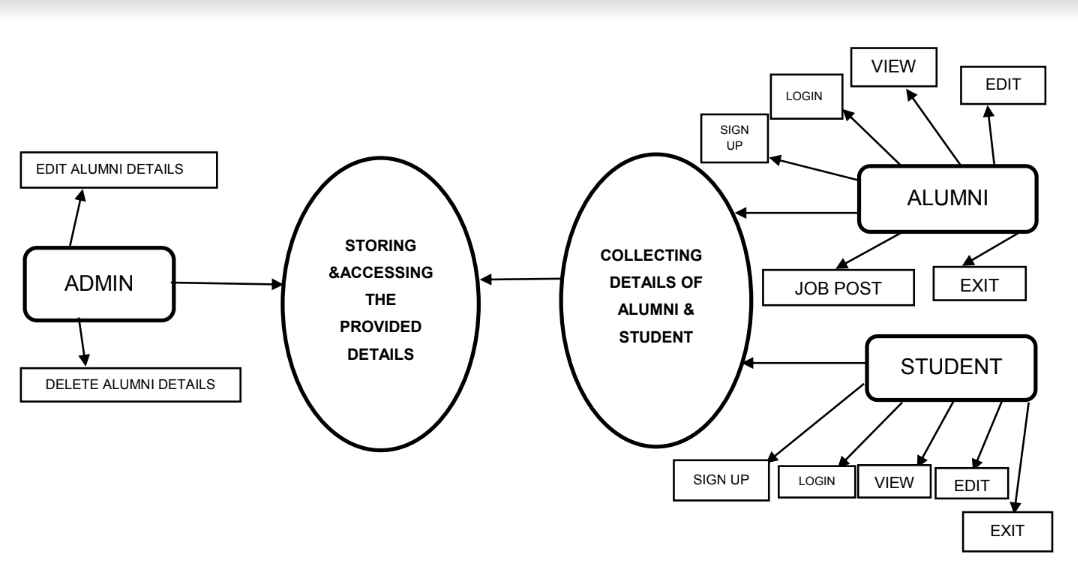 EDIT ALUMNI DETAILS
ADMIN
DELETE ALUMNI DETAILS
STORING
&ACCESSING
THE
PROVIDED
DETAILS
COLLECTING
DETAILS OF
ALUMNI &
STUDENT
SIGN
UP
LOGIN
VIEW
EDIT
ALUMNI
JOB POST
EXIT
STUDENT
SIGN UP
LOGIN
VIEW
EDIT
EXIT